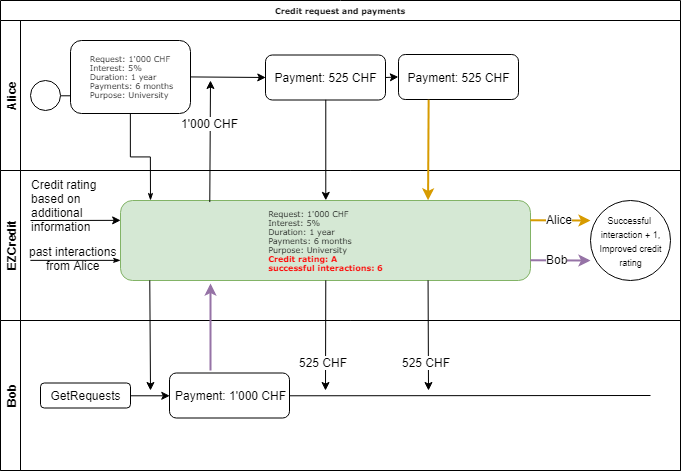 Credit request and payments
Alice
Request: 1'000 CHF
Interest: 5%
Duration: 1 year
Payments: 6 months
Purpose: University
Payment: 525 CHF
Payment: 525 CHF
1'000 CHF
EZCredit
Credit rating
based on
additional
information
past interactions
from Alice
Request: 1'000 CHF
Interest: 5%
Duration: 1 year
Payments: 6 months
Purpose: University
Credit rating: A
successful interactions: 6
Alice
Bob
Successful
interaction + 1,
Improved credit
rating
Bob
525 CHF
525 CHF
GetRequests
Payment: 1'000 CHF